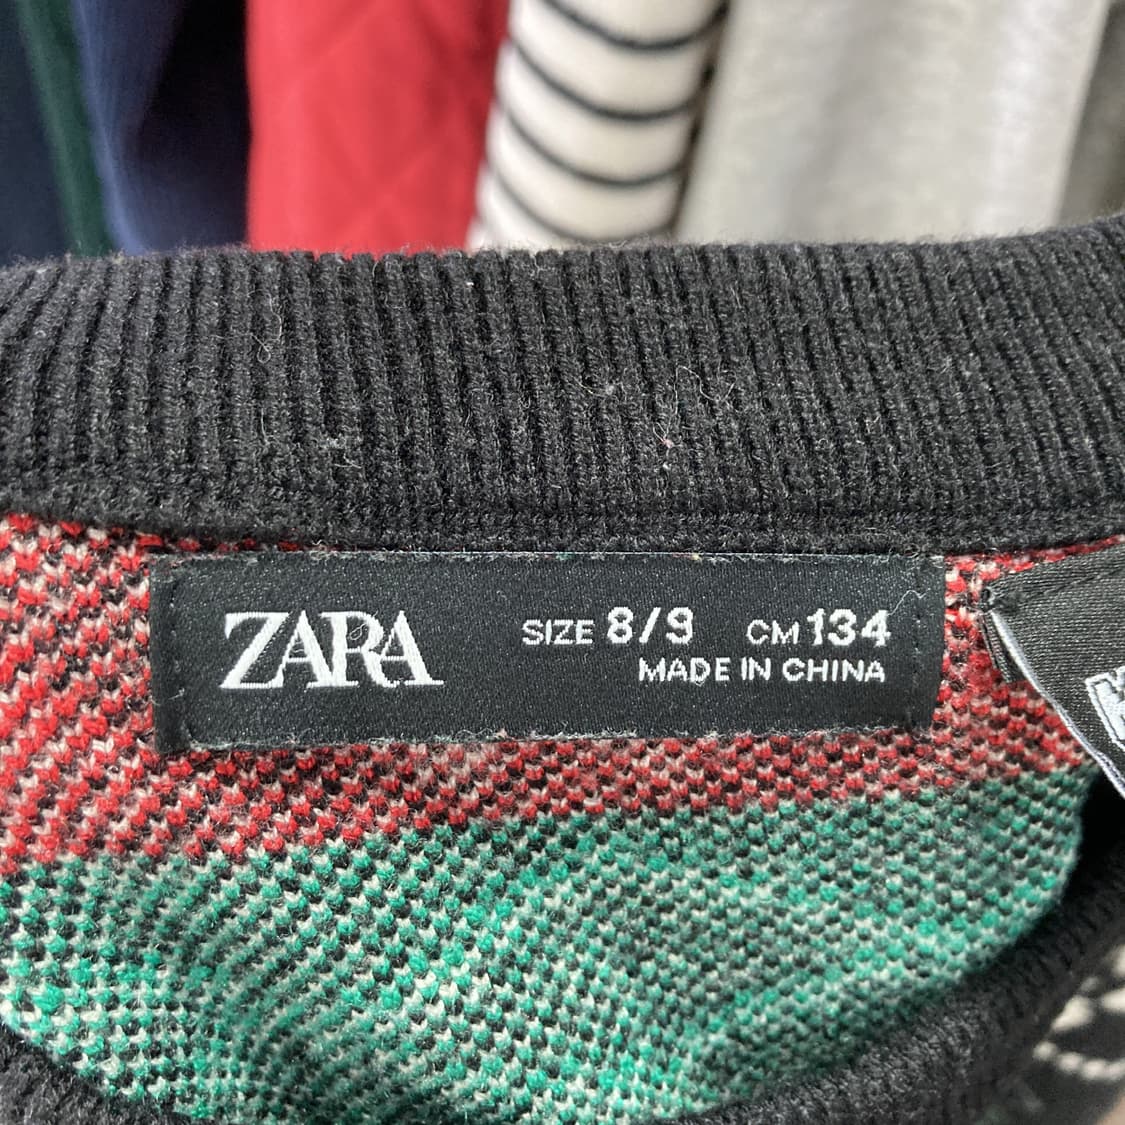 ZARA
SIZE 8/9 CM 134
MADE IN CHINA